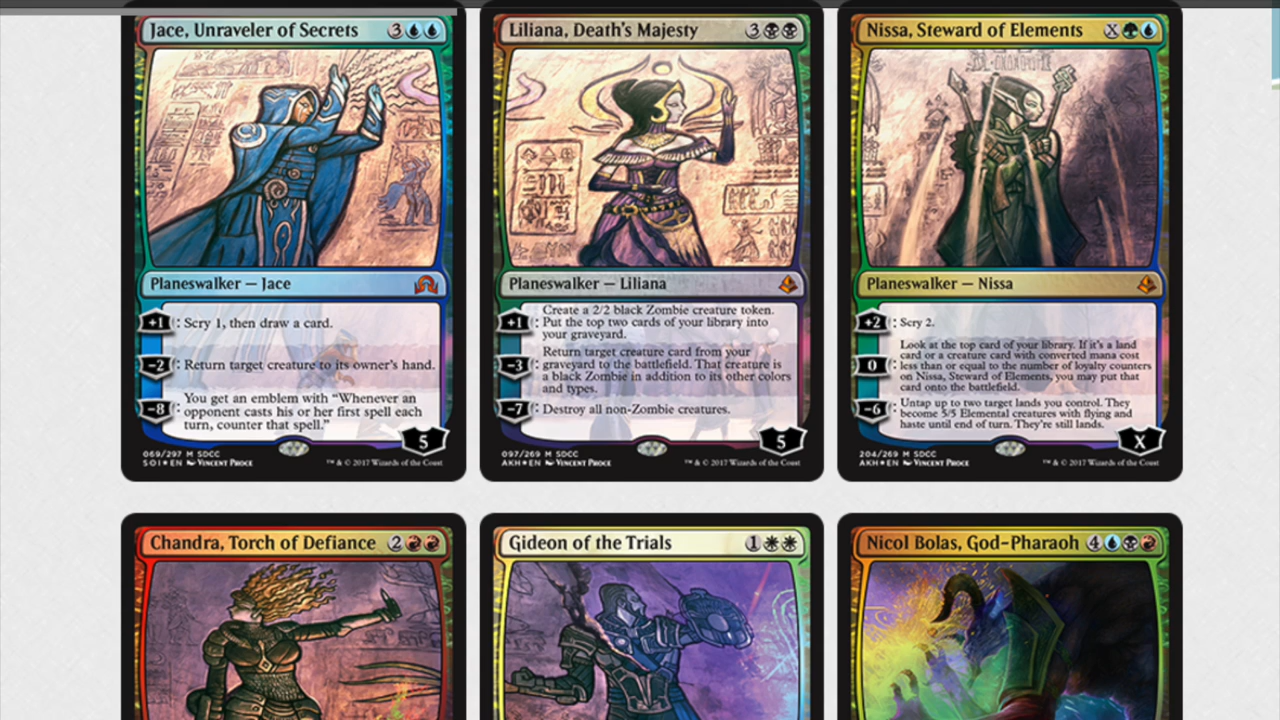 Jace, Unraveler of Secrets 3
Planeswalker — Jace
+1: Scry 1, then draw a card.
−2: Return target creature to its owner's hand.
−8: You get an emblem with "Whenever an
opponent casts his or her first spell each
turn, counter that spell."
5
069/297 M SDCC
SOI★EN Vincent Proce ™ & © 2017 Wizards of the Coast
Liliana, Death's Majesty 3
Planeswalker — Liliana
Create a 2/2 black Zombie creature token.
+1: Put the top two cards of your library into
your graveyard.
Return target creature card from your
−3: graveyard to the battlefield. That creature is
a black Zombie in addition to its other colors
and types.
−7: Destroy all non-Zombie creatures.
5
097/269 M SDCC
AKH★EN Vincent Proce ™ & © 2017 Wizards of the Coast
Nissa, Steward of Elements X
Planeswalker — Nissa
+2: Scry 2.
Look at the top card of your library. If it's a land
card or a creature card with converted mana cost
0: less than or equal to the number of loyalty counters
on Nissa, Steward of Elements, you may put that
card onto the battlefield.
Untap up to two target lands you control. They
−6: become 5/5 Elemental creatures with flying and
haste until end of turn. They're still lands.
X
204/269 M SDCC
AKH★EN Vincent Proce ™ & © 2017 Wizards of the Coast
Chandra, Torch of Defiance 2
Gideon of the Trials 1
Nicol Bolas, God-Pharaoh 4